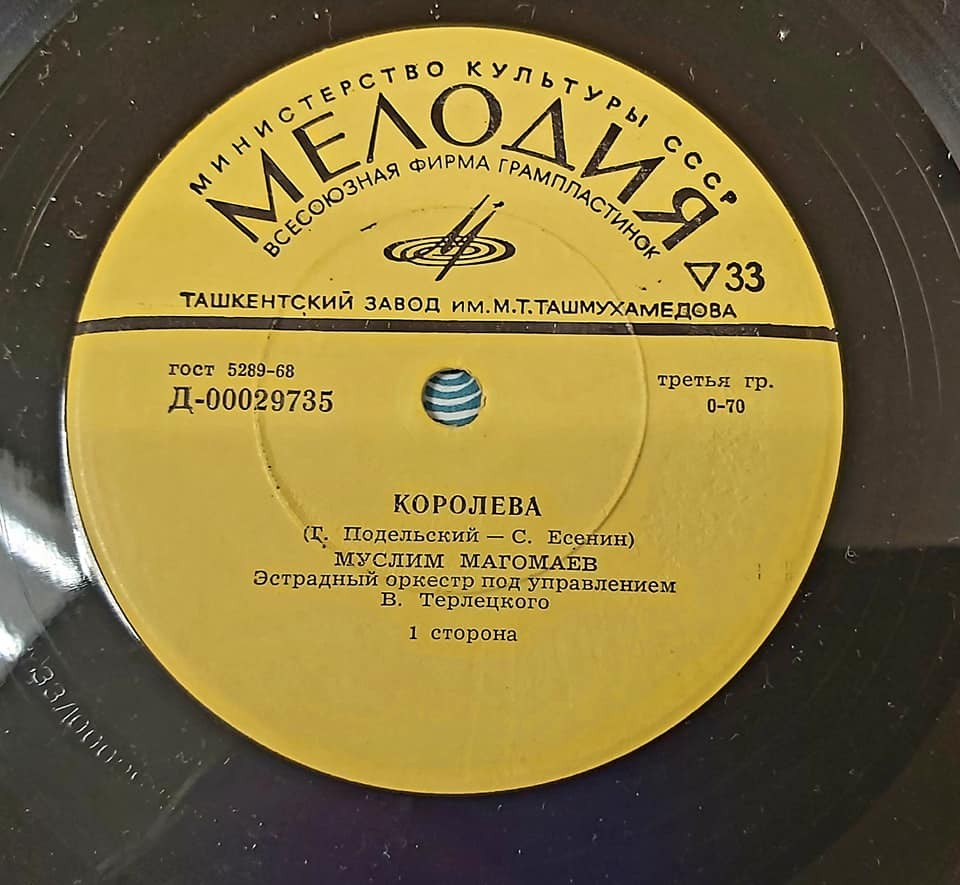 МИНИСТЕРСТВО КУЛЬТУРЫ СССР
МЕЛОДИЯ
ВСЕСОЮЗНАЯ ФИРМА ГРАМПЛАСТИНОК
▽33
ТАШКЕНТСКИЙ ЗАВОД ИМ.М.Т.ТАШМУХАМЕДОВА
гост 5289-68
Д-00029735
третья гр.
0-70
КОРОЛЕВА
(Г. Подельский — С. Есенин)
МУСЛИМ МАГОМАЕВ
Эстрадный оркестр под управлением
В. Терлецкого
1 сторона